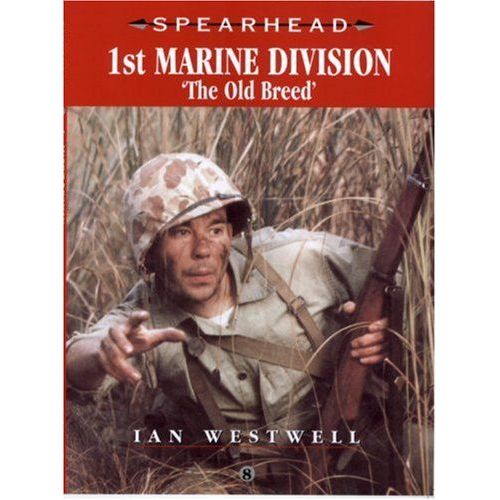 SPEARHEAD
1st MARINE DIVISION
‘The Old Breed’
IAN WESTWELL
8